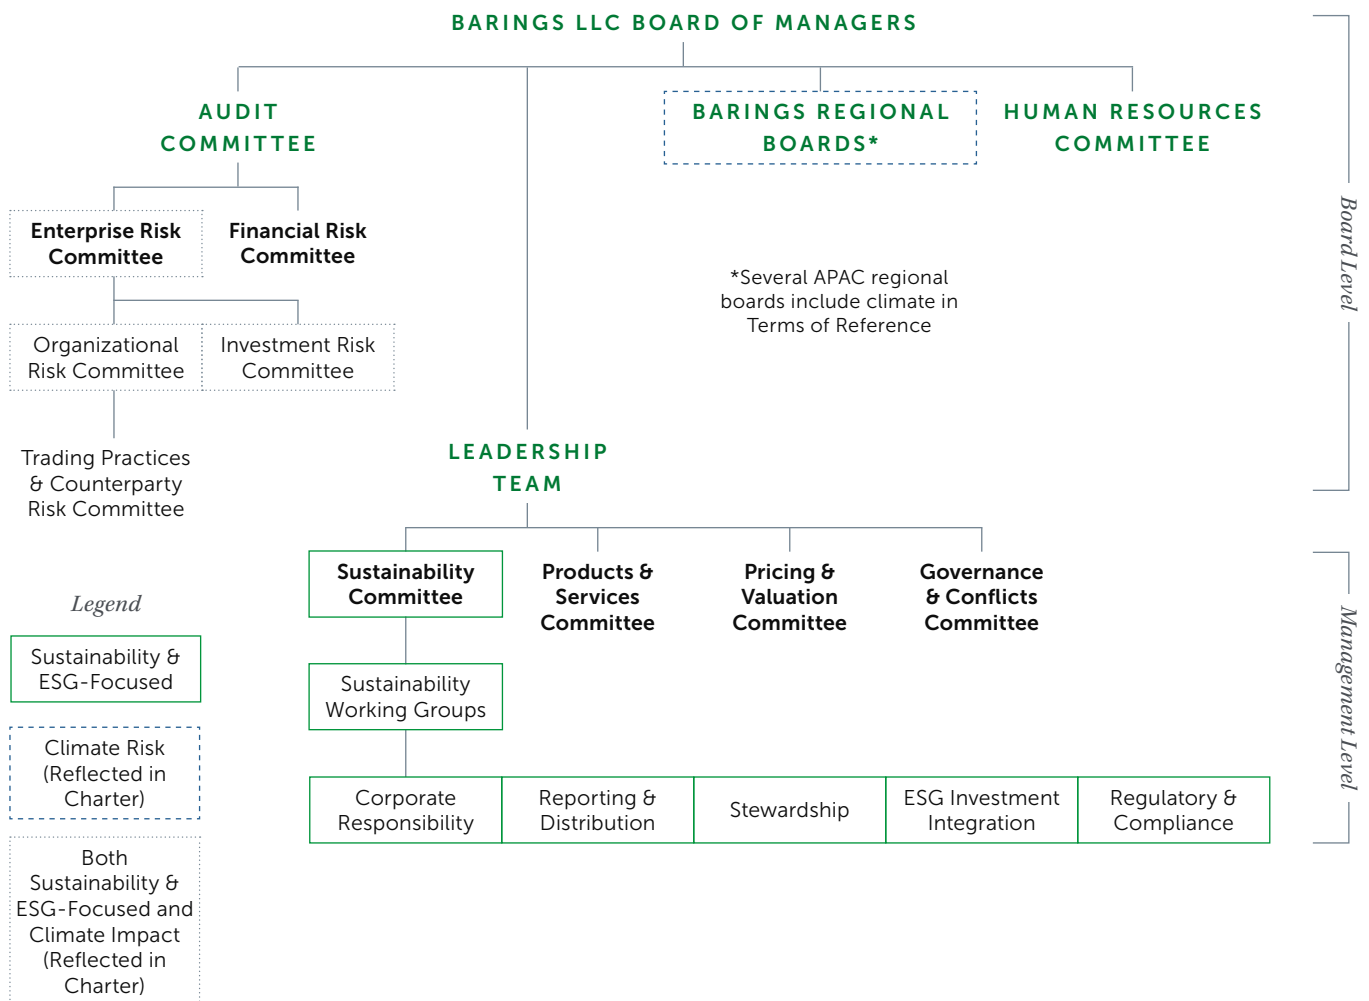 BARINGS LLC BOARD OF MANAGERS
AUDIT
COMMITTEE
BARINGS REGIONAL
BOARDS*
HUMAN RESOURCES
COMMITTEE
Enterprise Risk
Committee
Financial Risk
Committee
*Several APAC regional
boards include climate in
Terms of Reference
Organizational
Risk Committee
Investment Risk
Committee
Trading Practices
& Counterparty
Risk Committee
LEADERSHIP
TEAM
Board Level
Sustainability
Committee
Products &
Services
Committee
Pricing &
Valuation
Committee
Governance
& Conflicts
Committee
Sustainability
Working Groups
Corporate
Responsibility
Reporting &
Distribution
Stewardship
ESG Investment
Integration
Regulatory &
Compliance
Management Level
Legend
Sustainability &
ESG-Focused
Climate Risk
(Reflected in
Charter)
Both
Sustainability &
ESG-Focused and
Climate Impact
(Reflected in
Charter)